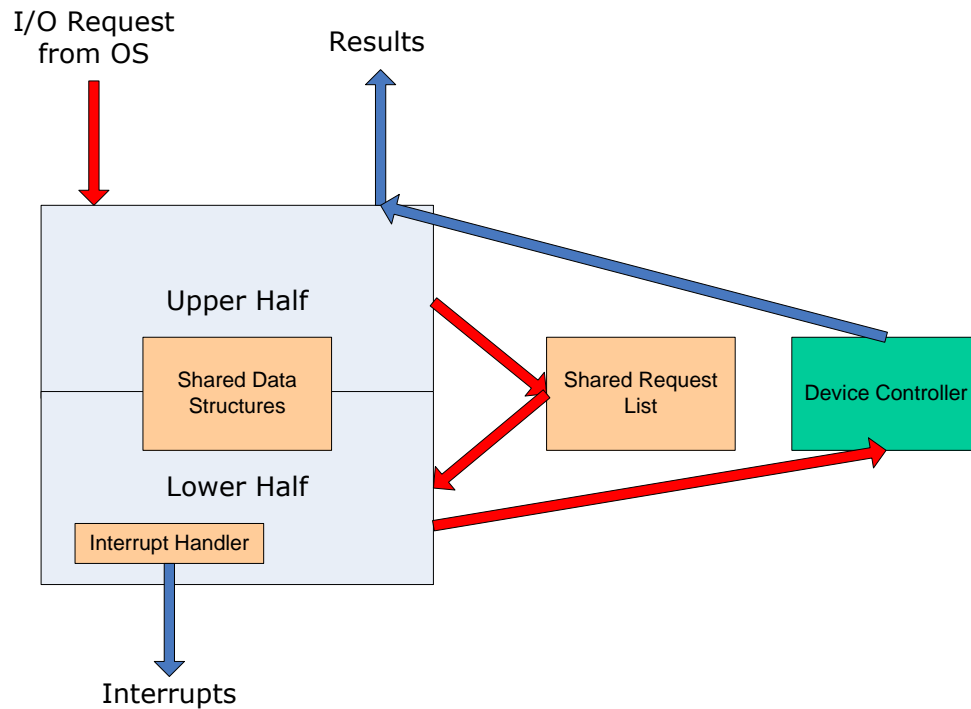 I/O Request
from OS
Results
Upper Half
Shared Data
Structures
Shared Request
List
Device Controller
Lower Half
Interrupt Handler
Interrupts